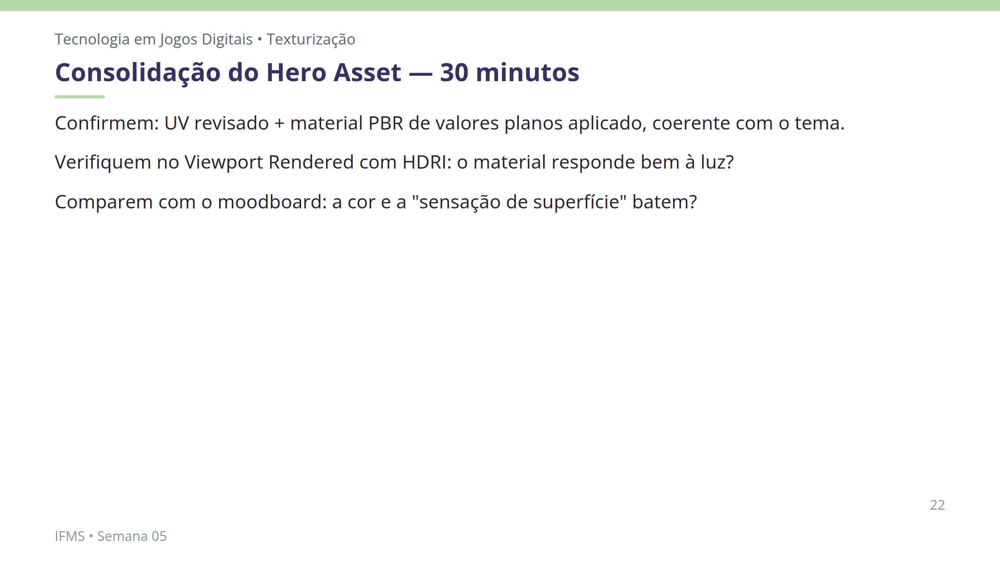 Tecnologia em Jogos Digitais • Texturização
Consolidação do Hero Asset — 30 minutos
Confirmem: UV revisado + material PBR de valores planos aplicado, coerente com o tema.
Verifiquem no Viewport Rendered com HDRI: o material responde bem à luz?
Comparem com o moodboard: a cor e a "sensação de superfície" batem?
22
IFMS • Semana 05